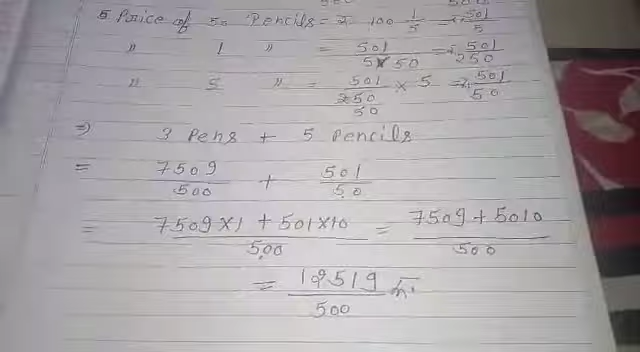 5 Price of 50 Pencils = ₹ 100 1/5 = ₹ 501/5
" 1 " = 501/5×50 = ₹ 501/250
" 5 " = 501/250 50 × 5 = ₹ 501/50
⇒ 3 Pens + 5 Pencils
= 7509/500 + 501/50
= 7509×1 + 501×10/500 = 7509 + 5010/500
= 12519/500